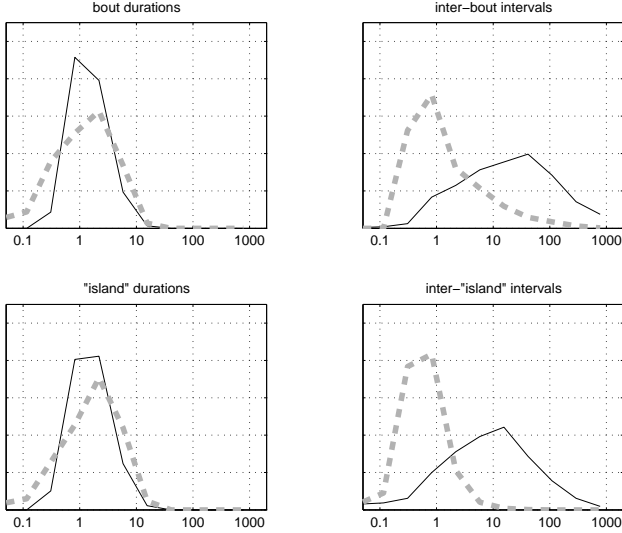 bout durations
inter-bout intervals
0.1 1 10 100 1000
0.1 1 10 100 1000
"island" durations
inter-"island" intervals
0.1 1 10 100 1000
0.1 1 10 100 1000